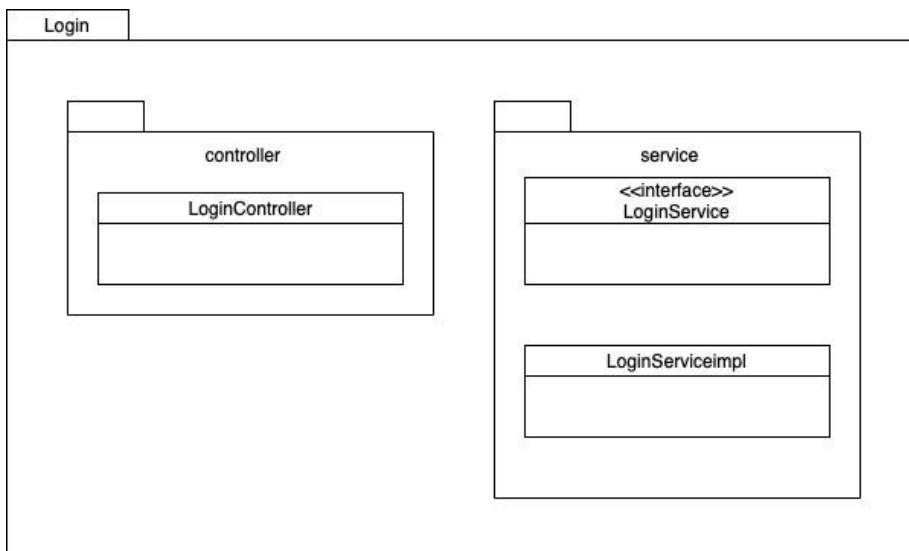 Login
controller
LoginController
service
<<interface>>
LoginService
LoginServiceimpl